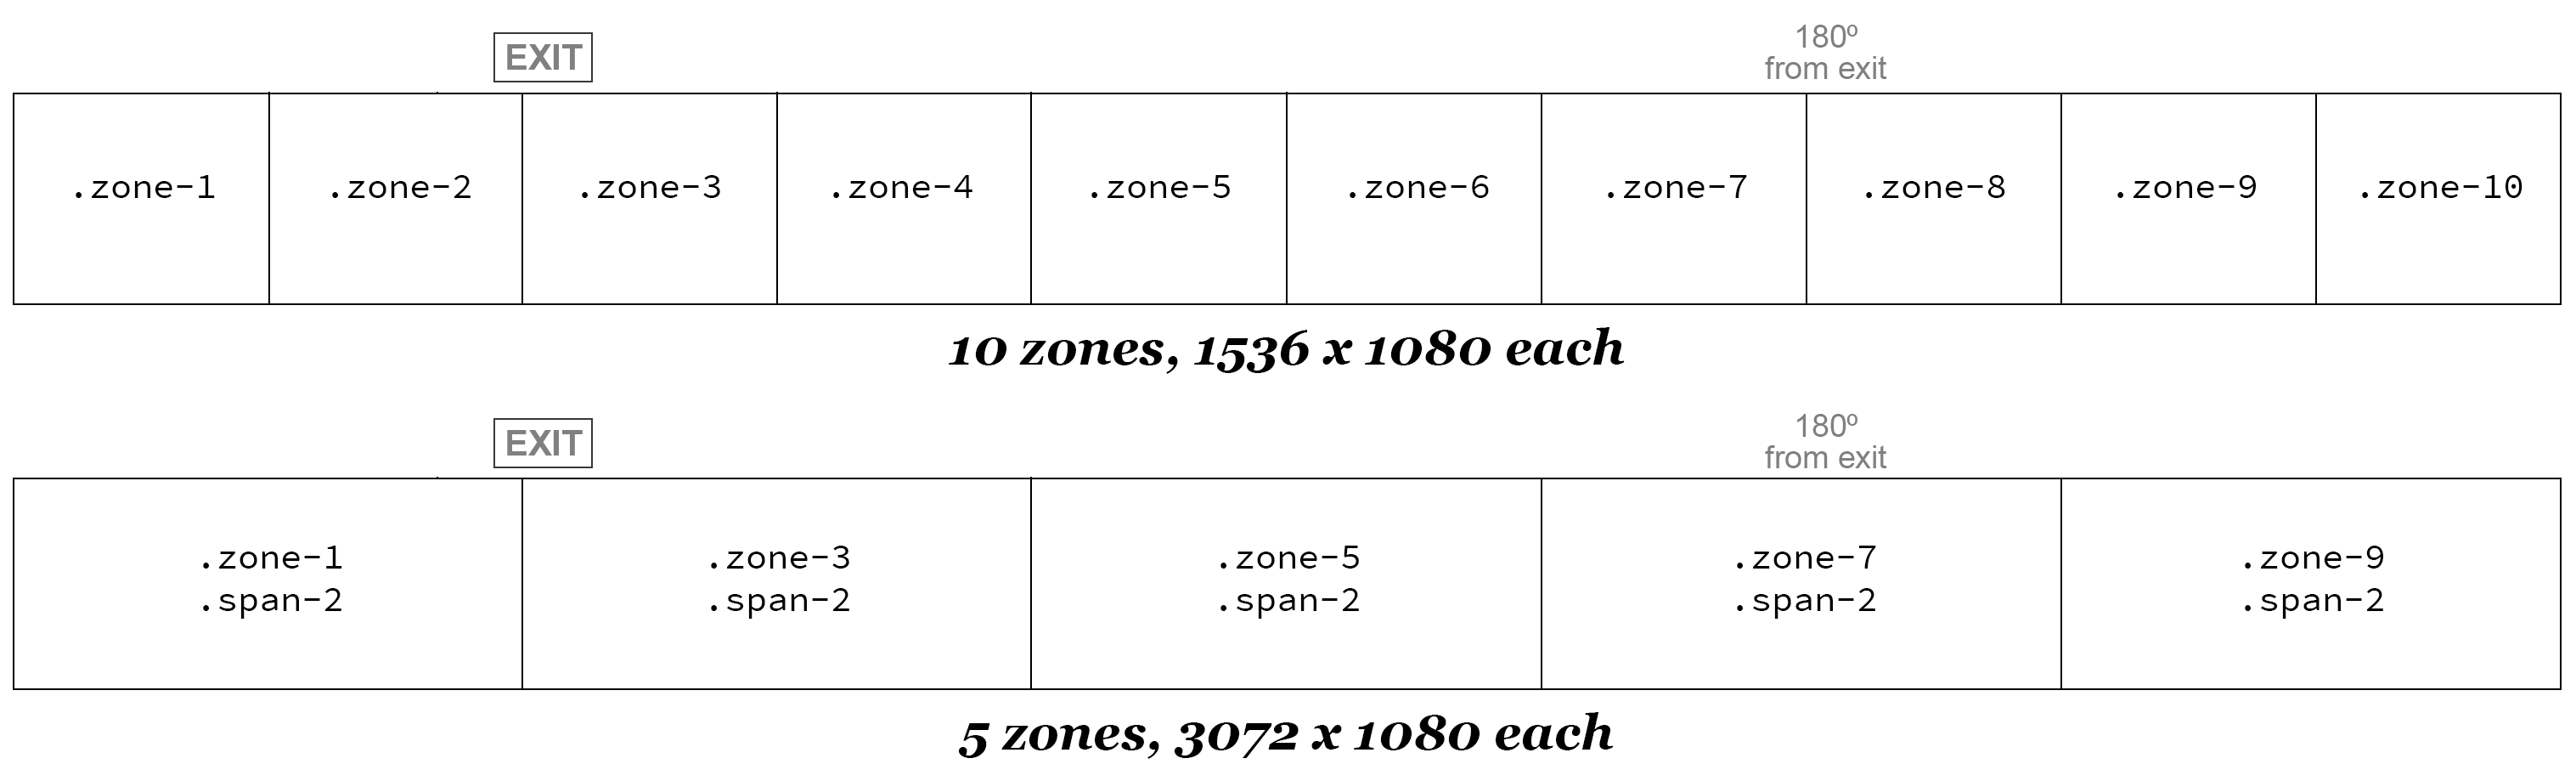 EXIT
180º
from exit
.zone-1 .zone-2 .zone-3 .zone-4 .zone-5 .zone-6 .zone-7 .zone-8 .zone-9 .zone-10
10 zones, 1536 x 1080 each
EXIT
180º
from exit
.zone-1 .zone-3 .zone-5 .zone-7 .zone-9
.span-2 .span-2 .span-2 .span-2 .span-2
5 zones, 3072 x 1080 each